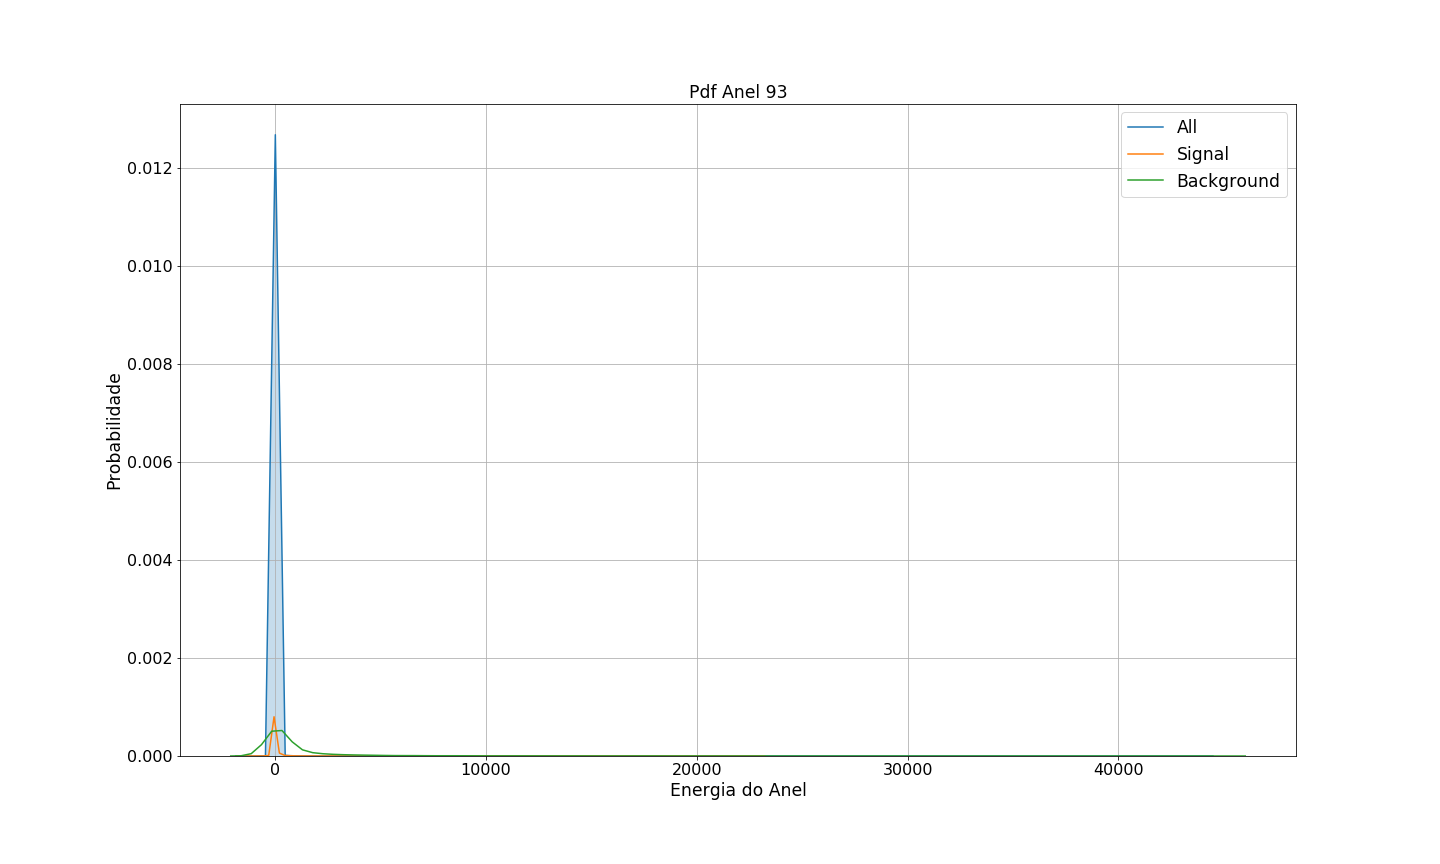 Pdf Anel 93
All
Signal
Background
0.012
0.010
0.008
0.006
0.004
0.002
0.000
Probabilidade
0 10000 20000 30000 40000
Energia do Anel